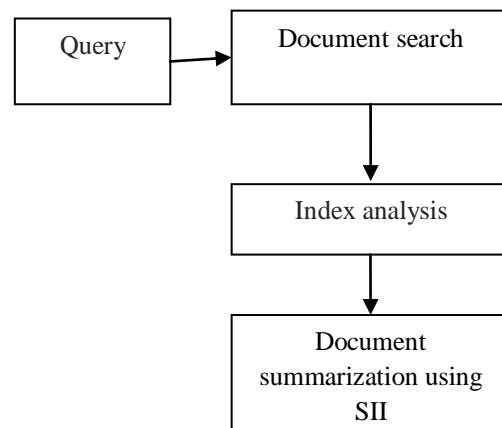 Query
Document search
Index analysis
Document
summarization using
SII